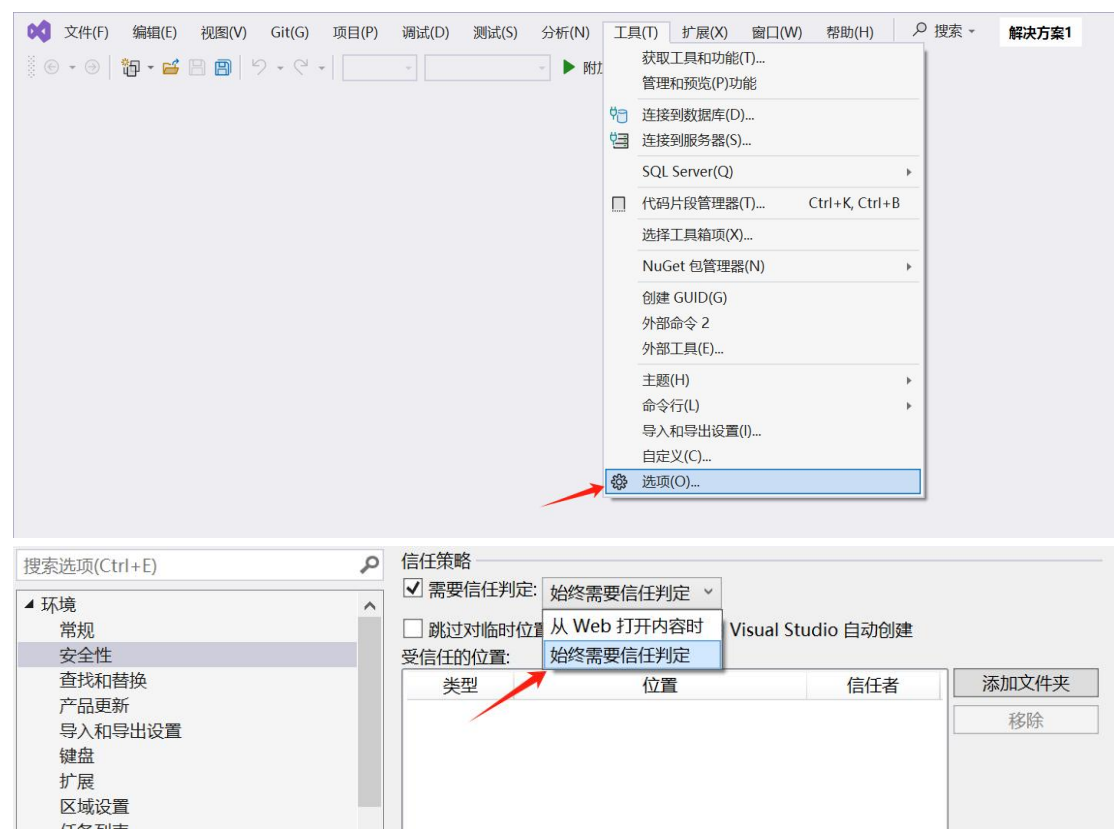 文件(F) 编辑(E) 视图(V) Git(G) 项目(P) 调试(D) 测试(S) 分析(N) 工具(T) 扩展(X) 窗口(W) 帮助(H) 搜索 解决方案1
附加
获取工具和功能(T)...
管理和预览(P)功能
连接到数据库(D)...
连接到服务器(S)...
SQL Server(Q)
代码片段管理器(T)... Ctrl+K, Ctrl+B
选择工具箱项(X)...
NuGet 包管理器(N)
创建 GUID(G)
外部命令 2
外部工具(E)...
主题(H)
命令行(L)
导入和导出设置(I)...
自定义(C)...
选项(O)...
搜索选项(Ctrl+E)
环境
常规
安全性
查找和替换
产品更新
导入和导出设置
键盘
扩展
区域设置
任务列表
信任策略
需要信任判定: 始终需要信任判定
从 Web 打开内容时
始终需要信任判定
跳过对临时位置 Visual Studio 自动创建
受信任的位置:
类型 位置 信任者
添加文件夹
移除